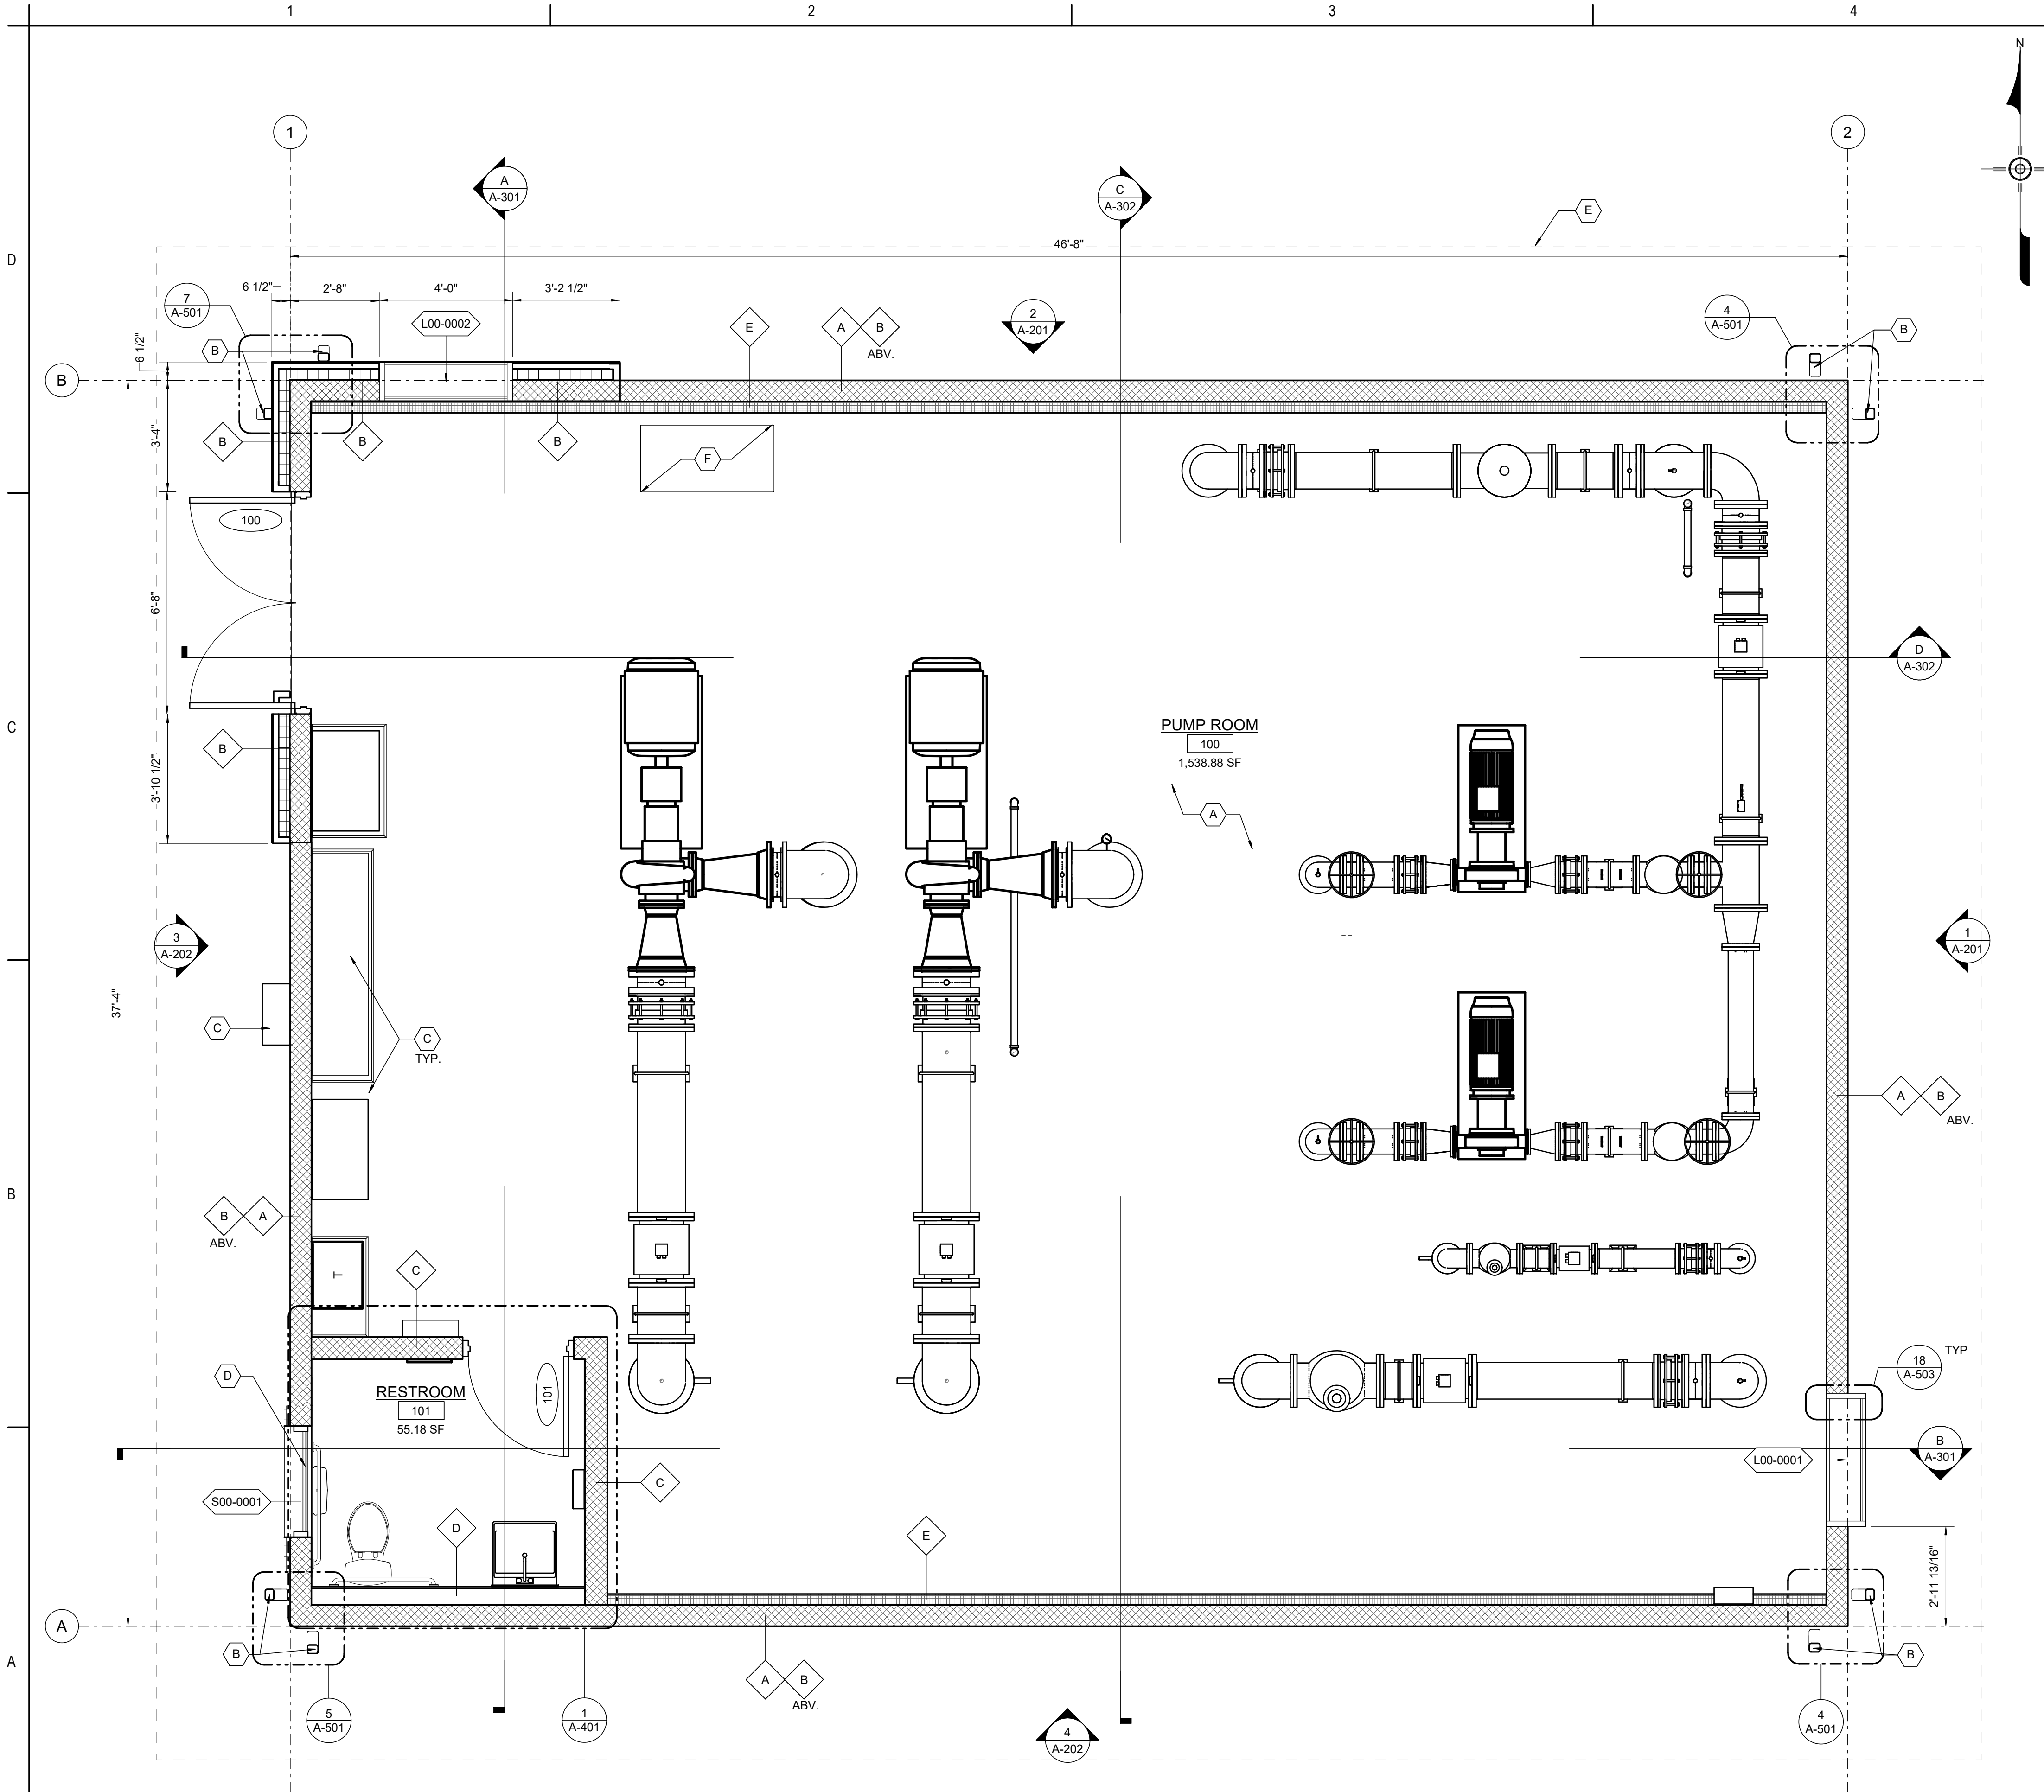 1
2
3
4
N
1
2
A
A-301
C
A-302
E
D
46'-8"
6 1/2"
2'-8"
4'-0"
3'-2 1/2"
7
A-501
L00-0002
2
A-201
4
A-501
B
E
A
B
ABV.
B
6 1/2"
B
B
B
B
3'-4"
F
100
6'-8"
D
A-302
C
PUMP ROOM
100
1,538.88 SF
B
3'-10 1/2"
A
3
A-202
1
A-201
37'-4"
C
C
TYP.
A
B
ABV.
B
B
A
ABV.
T
C
18
A-503
TYP
D
RESTROOM
101
55.18 SF
101
B
A-301
L00-0001
C
S00-0001
D
E
2'-11 13/16"
A
B
B
A
A
B
ABV.
5
A-501
1
A-401
4
A-202
4
A-501